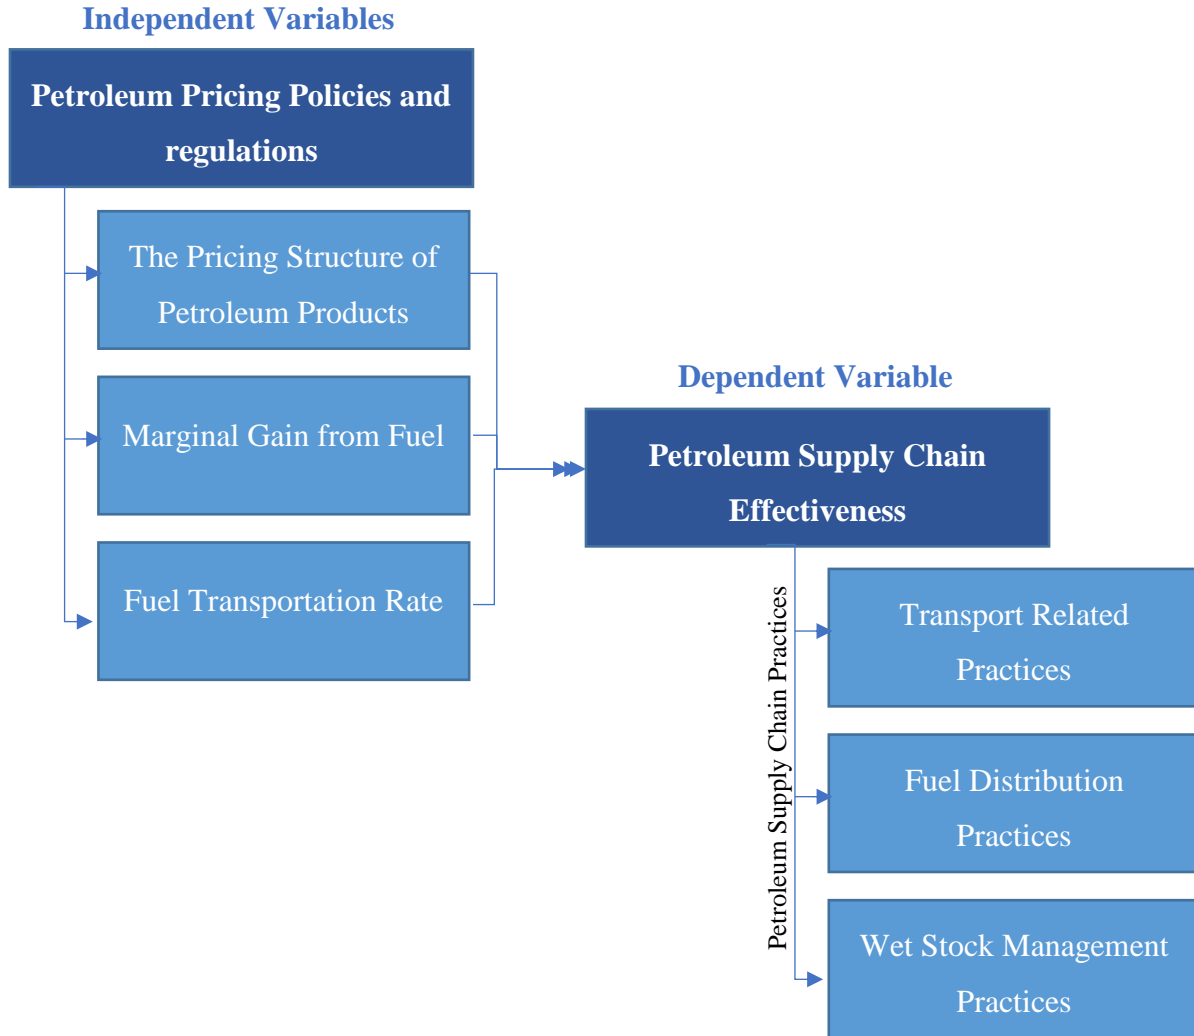 Independent Variables
Petroleum Pricing Policies and
regulations
The Pricing Structure of
Petroleum Products
Marginal Gain from Fuel
Fuel Transportation Rate
Dependent Variable
Petroleum Supply Chain
Effectiveness
Petroleum Supply Chain Practices
Transport Related
Practices
Fuel Distribution
Practices
Wet Stock Management
Practices